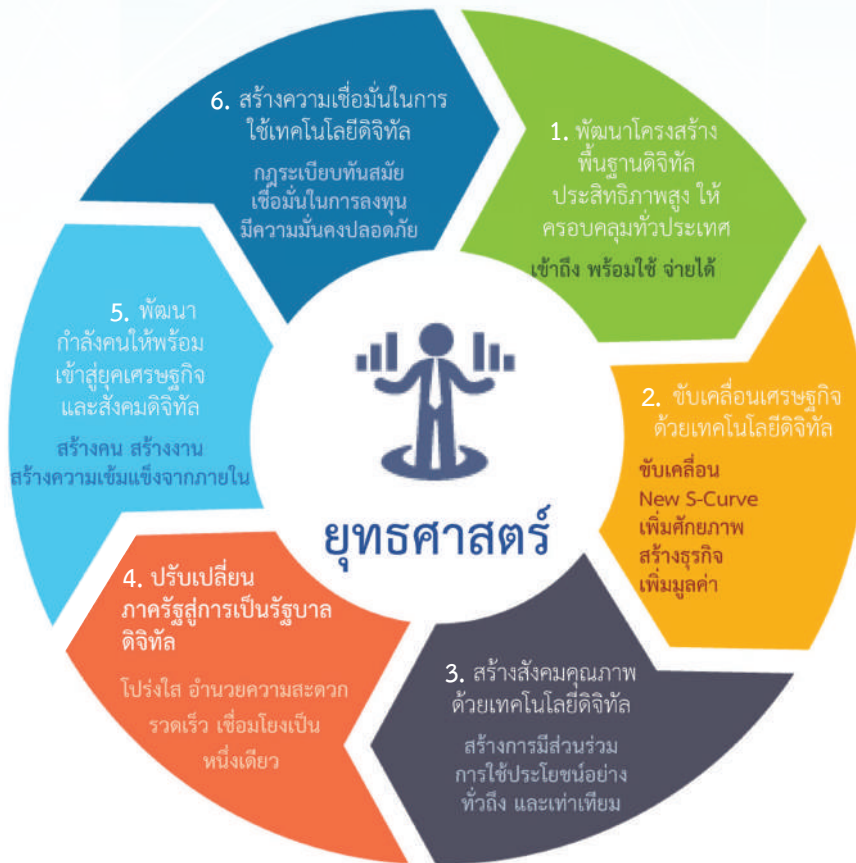 1. พัฒนาโครงสร้าง
พื้นฐานดิจิทัล
ประสิทธิภาพสูง ให้
ครอบคลุมทั่วประเทศ
เข้าถึง พร้อมใช้ จ่ายได้
2. ขับเคลื่อนเศรษฐกิจ
ด้วยเทคโนโลยีดิจิทัล
ขับเคลื่อน
New S-Curve
เพิ่มศักยภาพ
สร้างธุรกิจ
เพิ่มมูลค่า
3. สร้างสังคมคุณภาพ
ด้วยเทคโนโลยีดิจิทัล
สร้างการมีส่วนร่วม
การใช้ประโยชน์อย่าง
ทั่วถึง และเท่าเทียม
4. ปรับเปลี่ยน
ภาครัฐสู่การเป็นรัฐบาล
ดิจิทัล
โปร่งใส อำนวยความสะดวก
รวดเร็ว เชื่อมโยงเป็น
หนึ่งเดียว
5. พัฒนา
กำลังคนให้พร้อม
เข้าสู่ยุคเศรษฐกิจ
และสังคมดิจิทัล
สร้างคน สร้างงาน
สร้างความเข้มแข็งจากภายใน
6. สร้างความเชื่อมั่นในการ
ใช้เทคโนโลยีดิจิทัล
กฎระเบียบทันสมัย
เชื่อมั่นในการลงทุน
มีความมั่นคงปลอดภัย
ยุทธศาสตร์